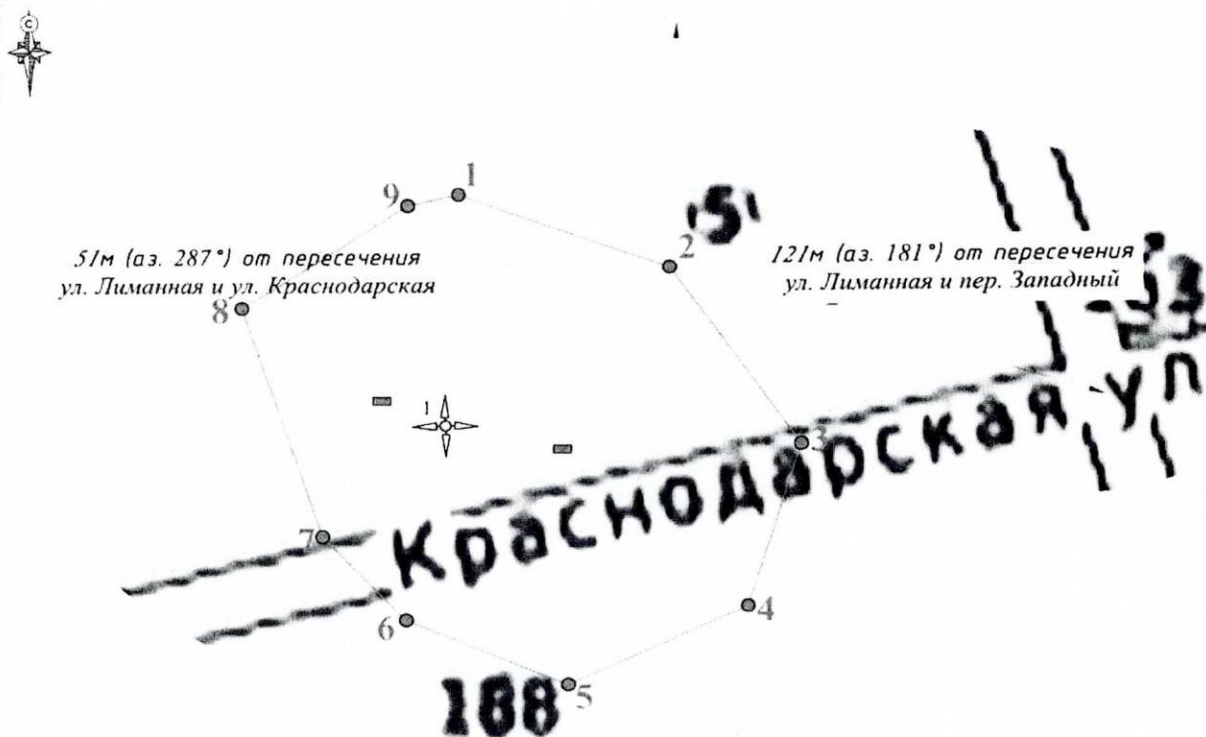 С
1
9
2
'51
51м (аз. 287°) от пересечения
ул. Лиманная и ул. Краснодарская
121м (аз. 181°) от пересечения
ул. Лиманная и пер. Западный
8
1
3
Краснодарская ул
7
4
6
5
188